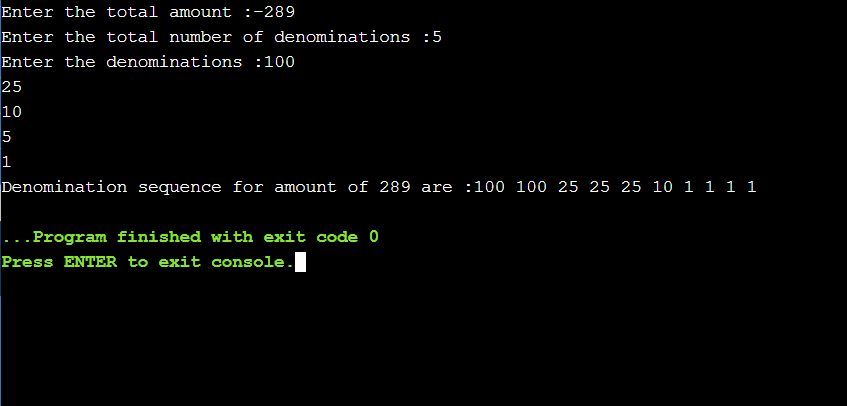 Enter the total amount :-289
Enter the total number of denominations :5
Enter the denominations :100
25
10
5
1
Denomination sequence for amount of 289 are :100 100 25 25 25 10 1 1 1 1
...Program finished with exit code 0
Press ENTER to exit console.